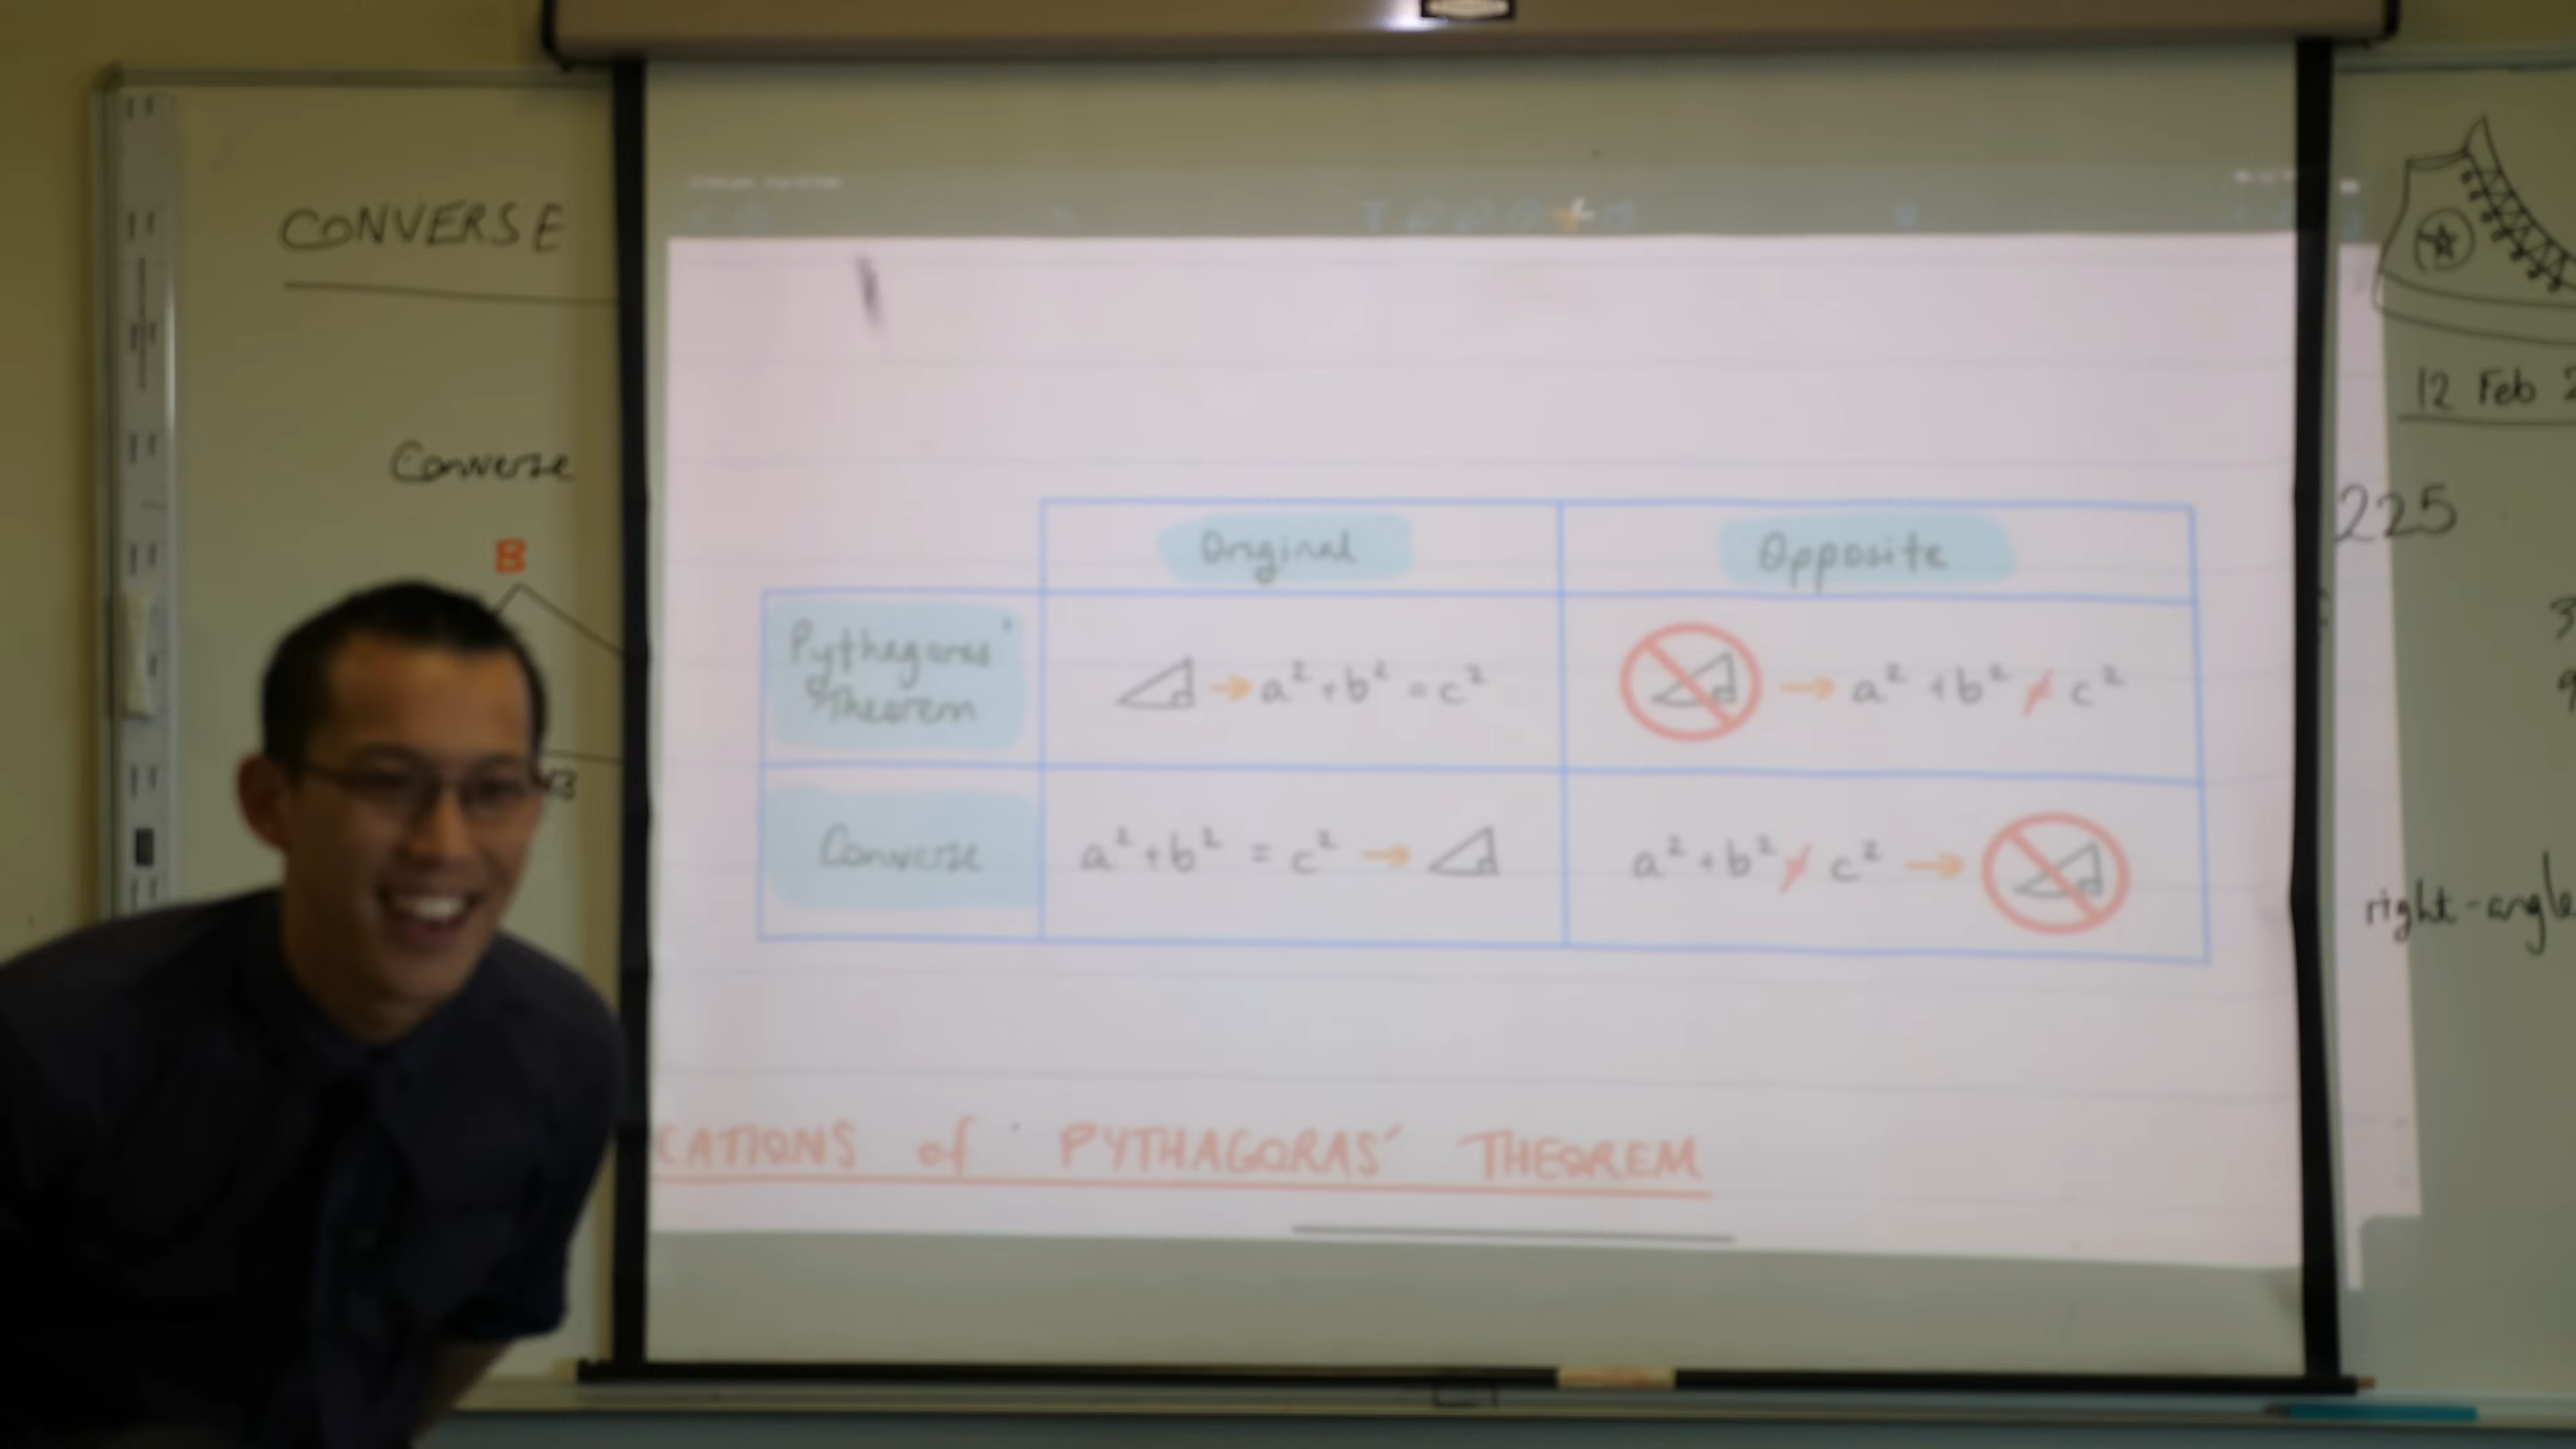 CONVERSE
Converse
B
Original
Opposite
Pythagoras'
Theorem
a² + b² = c²
a² + b² ≠ c²
Converse
a² + b² = c²
a² + b² ≠ c²
CATIONS of PYTHAGORAS' THEOREM
12 Feb 2
225
right-angle